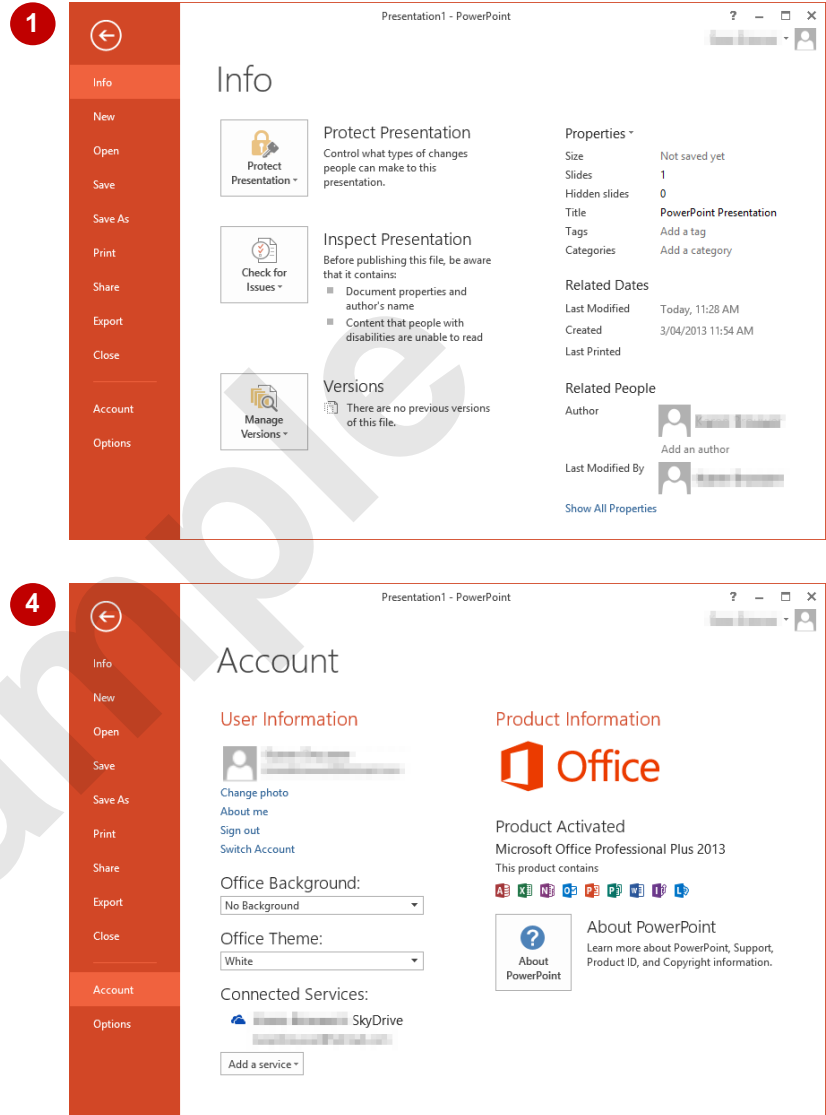 1
Presentation1 - PowerPoint
?
Info
New
Open
Save
Save As
Print
Share
Export
Close
Account
Options
Info
Protect
Presentation
Protect Presentation
Control what types of changes
people can make to this
presentation.
Check for
Issues
Inspect Presentation
Before publishing this file, be aware
that it contains:
Document properties and
author's name
Content that people with
disabilities are unable to read
Manage
Versions
Versions
There are no previous versions
of this file.
Properties
Size Not saved yet
Slides 1
Hidden slides 0
Title PowerPoint Presentation
Tags Add a tag
Categories Add a category
Related Dates
Last Modified Today, 11:28 AM
Created 3/04/2013 11:54 AM
Last Printed
Related People
Author
Add an author
Last Modified By
Show All Properties
4
Presentation1 - PowerPoint
?
Info
New
Open
Save
Save As
Print
Share
Export
Close
Account
Options
Account
User Information
Change photo
About me
Sign out
Switch Account
Office Background:
No Background
Office Theme:
White
Connected Services:
SkyDrive
Add a service
Product Information
Office
Product Activated
Microsoft Office Professional Plus 2013
This product contains
?
About
PowerPoint
About PowerPoint
Learn more about PowerPoint, Support,
Product ID, and Copyright information.
ample